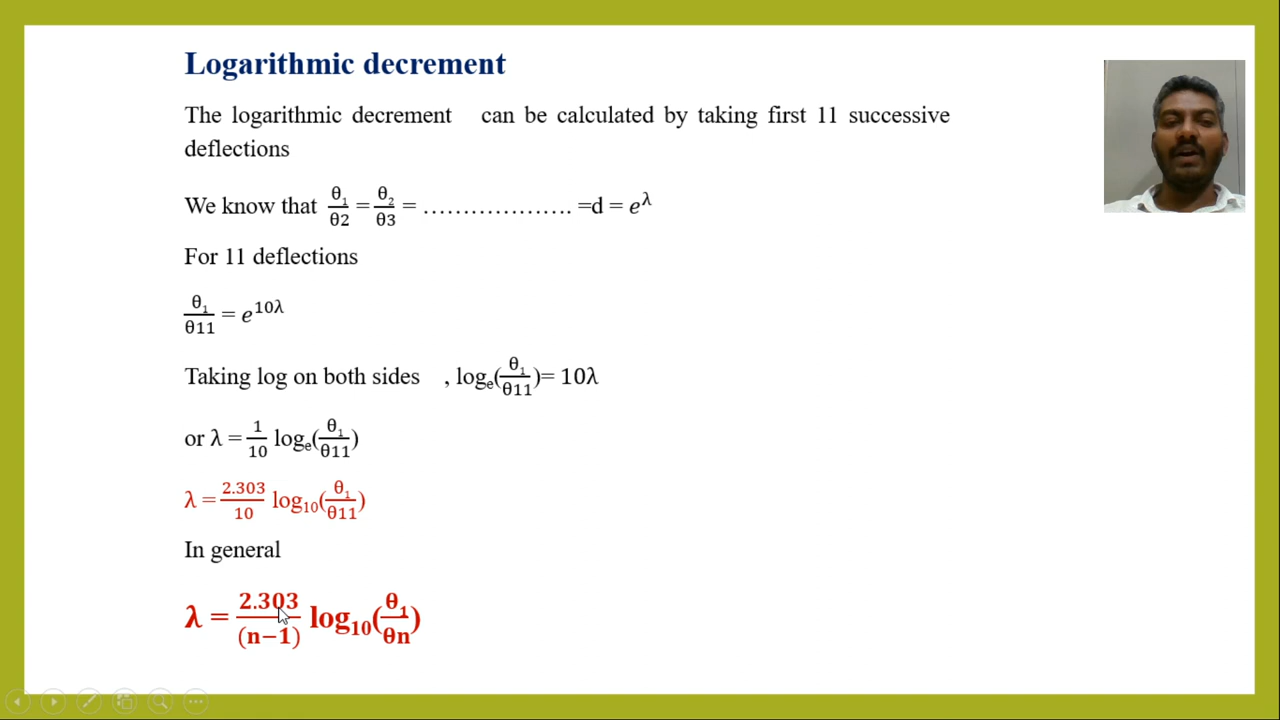 Logarithmic decrement
The logarithmic decrement can be calculated by taking first 11 successive
deflections
We know that θ₁/θ2 = θ₂/θ3 = ………………. =d = e^λ
For 11 deflections
θ₁/θ11 = e^10λ
Taking log on both sides , logₑ(θ₁/θ11)= 10λ
or λ = 1/10 logₑ(θ₁/θ11)
λ = 2.303/10 log₁₀(θ₁/θ11)
In general
λ = 2.303/(n−1) log₁₀(θ₁/θn)